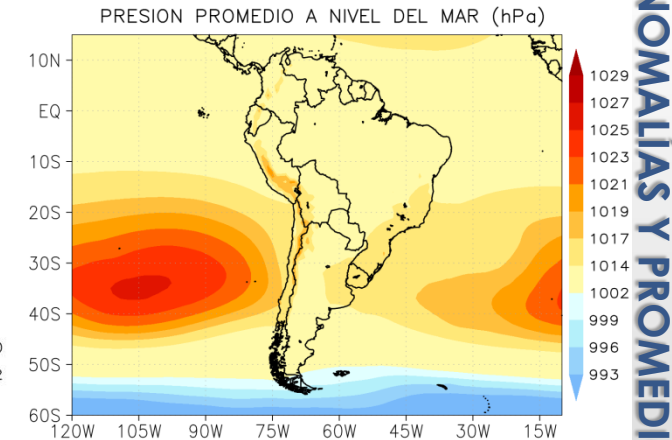 PRESION PROMEDIO A NIVEL DEL MAR (hPa)
10N
EQ
10S
20S
30S
40S
50S
60S
120W 105W 90W 75W 60W 45W 30W 15W
1029
1027
1025
1023
1021
1019
1017
1014
1002
999
996
993
NOMALIAS Y PROMEDI